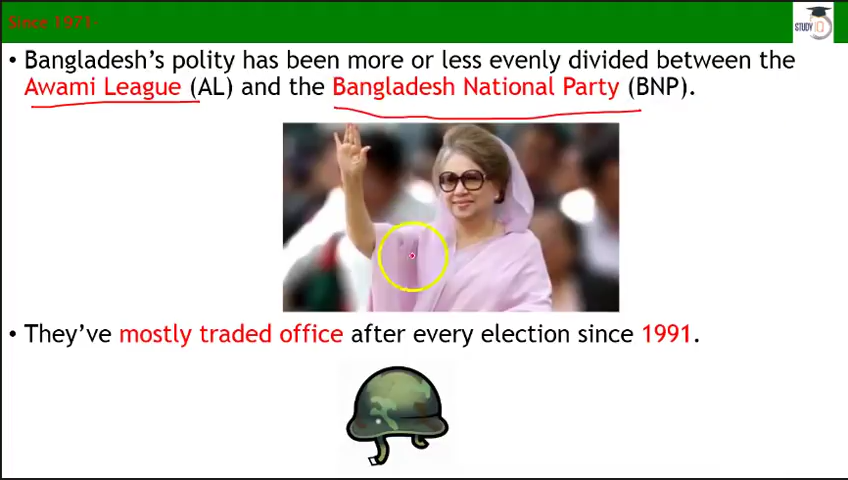 Since 1971
STUDY IQ
• Bangladesh's polity has been more or less evenly divided between the
Awami League (AL) and the Bangladesh National Party (BNP).
• They've mostly traded office after every election since 1991.